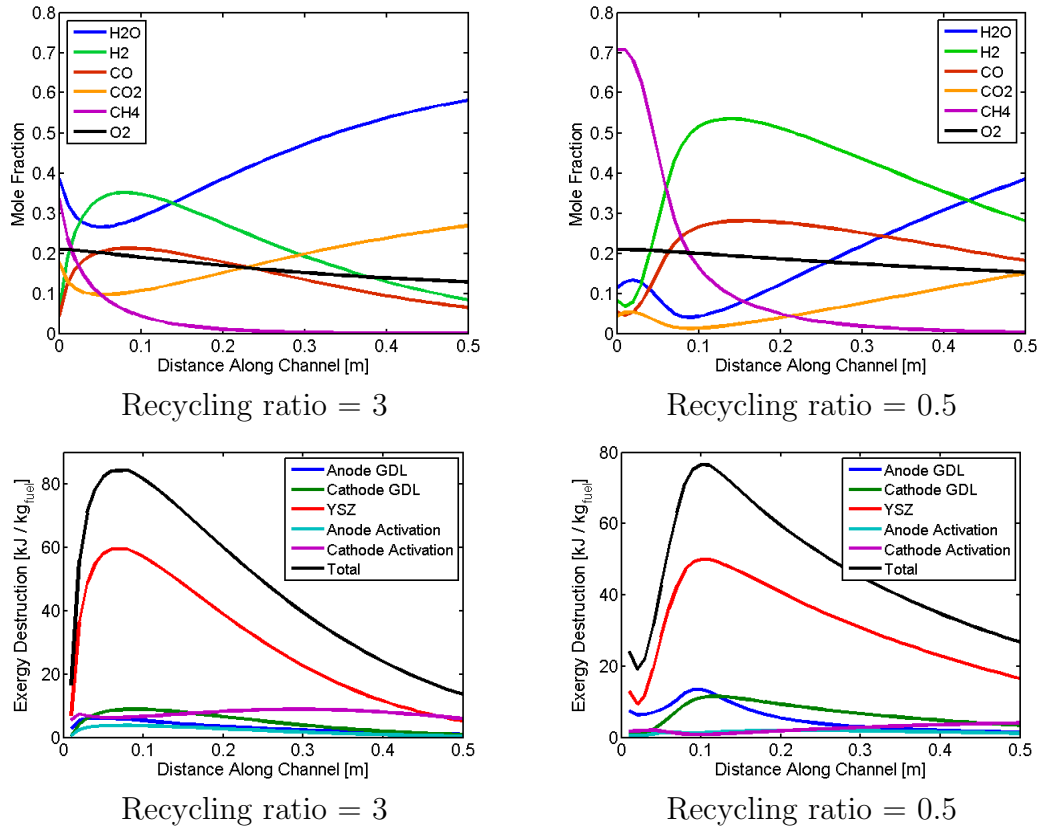 0.8
0.7
0.6
0.5
0.4
0.3
0.2
0.1
0
Mole Fraction
H2O
H2
CO
CO2
CH4
O2
0 0.1 0.2 0.3 0.4 0.5
Distance Along Channel [m]
Recycling ratio = 3
0.8
0.7
0.6
0.5
0.4
0.3
0.2
0.1
0
Mole Fraction
H2O
H2
CO
CO2
CH4
O2
0 0.1 0.2 0.3 0.4 0.5
Distance Along Channel [m]
Recycling ratio = 0.5
80
60
40
20
0
Exergy Destruction [kJ / kg_fuel]
Anode GDL
Cathode GDL
YSZ
Anode Activation
Cathode Activation
Total
0 0.1 0.2 0.3 0.4 0.5
Distance Along Channel [m]
Recycling ratio = 3
80
60
40
20
0
Exergy Destruction [kJ / kg_fuel]
Anode GDL
Cathode GDL
YSZ
Anode Activation
Cathode Activation
Total
0 0.1 0.2 0.3 0.4 0.5
Distance Along Channel [m]
Recycling ratio = 0.5